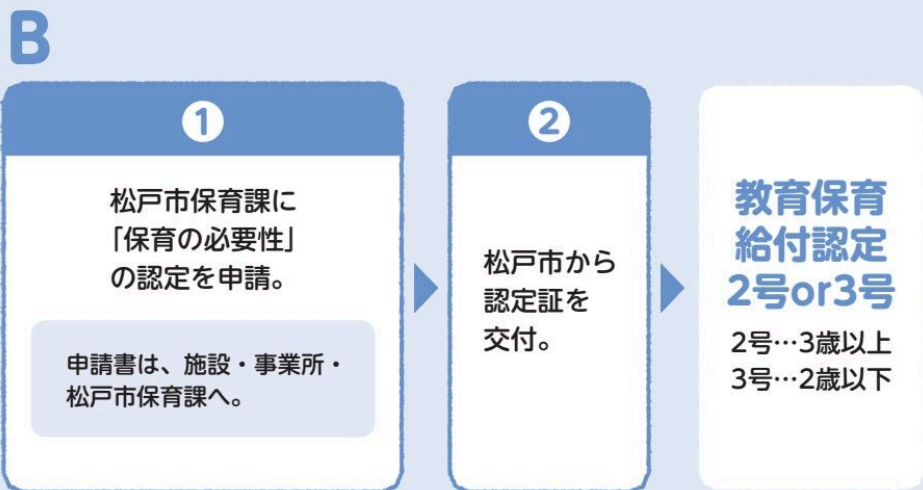 B
1
松戸市保育課に
「保育の必要性」
の認定を申請。
申請書は、施設・事業所・
松戸市保育課へ。
2
松戸市から
認定証を
交付。
教育保育
給付認定
2号or3号
2号…3歳以上
3号…2歳以下